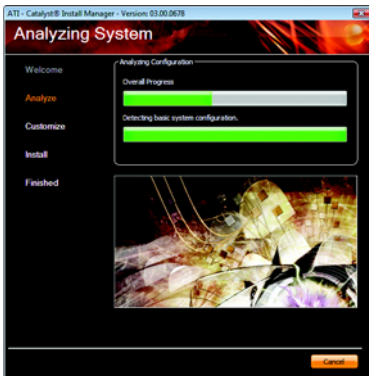 ATI - Catalyst® Install Manager - Version: 03.00.0678
Analyzing System
Welcome
Analyze
Customize
Install
Finished
Analyzing Configuration
Overall Progress
Detecting basic system configuration.
Cancel